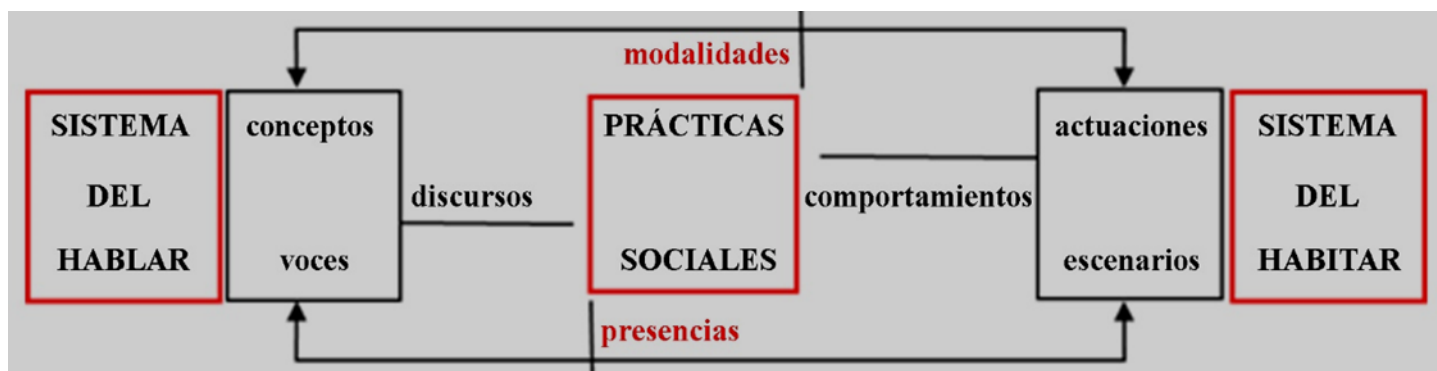 modalidades
SISTEMA
DEL
HABLAR
conceptos
voces
discursos
PRÁCTICAS
SOCIALES
comportamientos
actuaciones
escenarios
SISTEMA
DEL
HABITAR
presencias